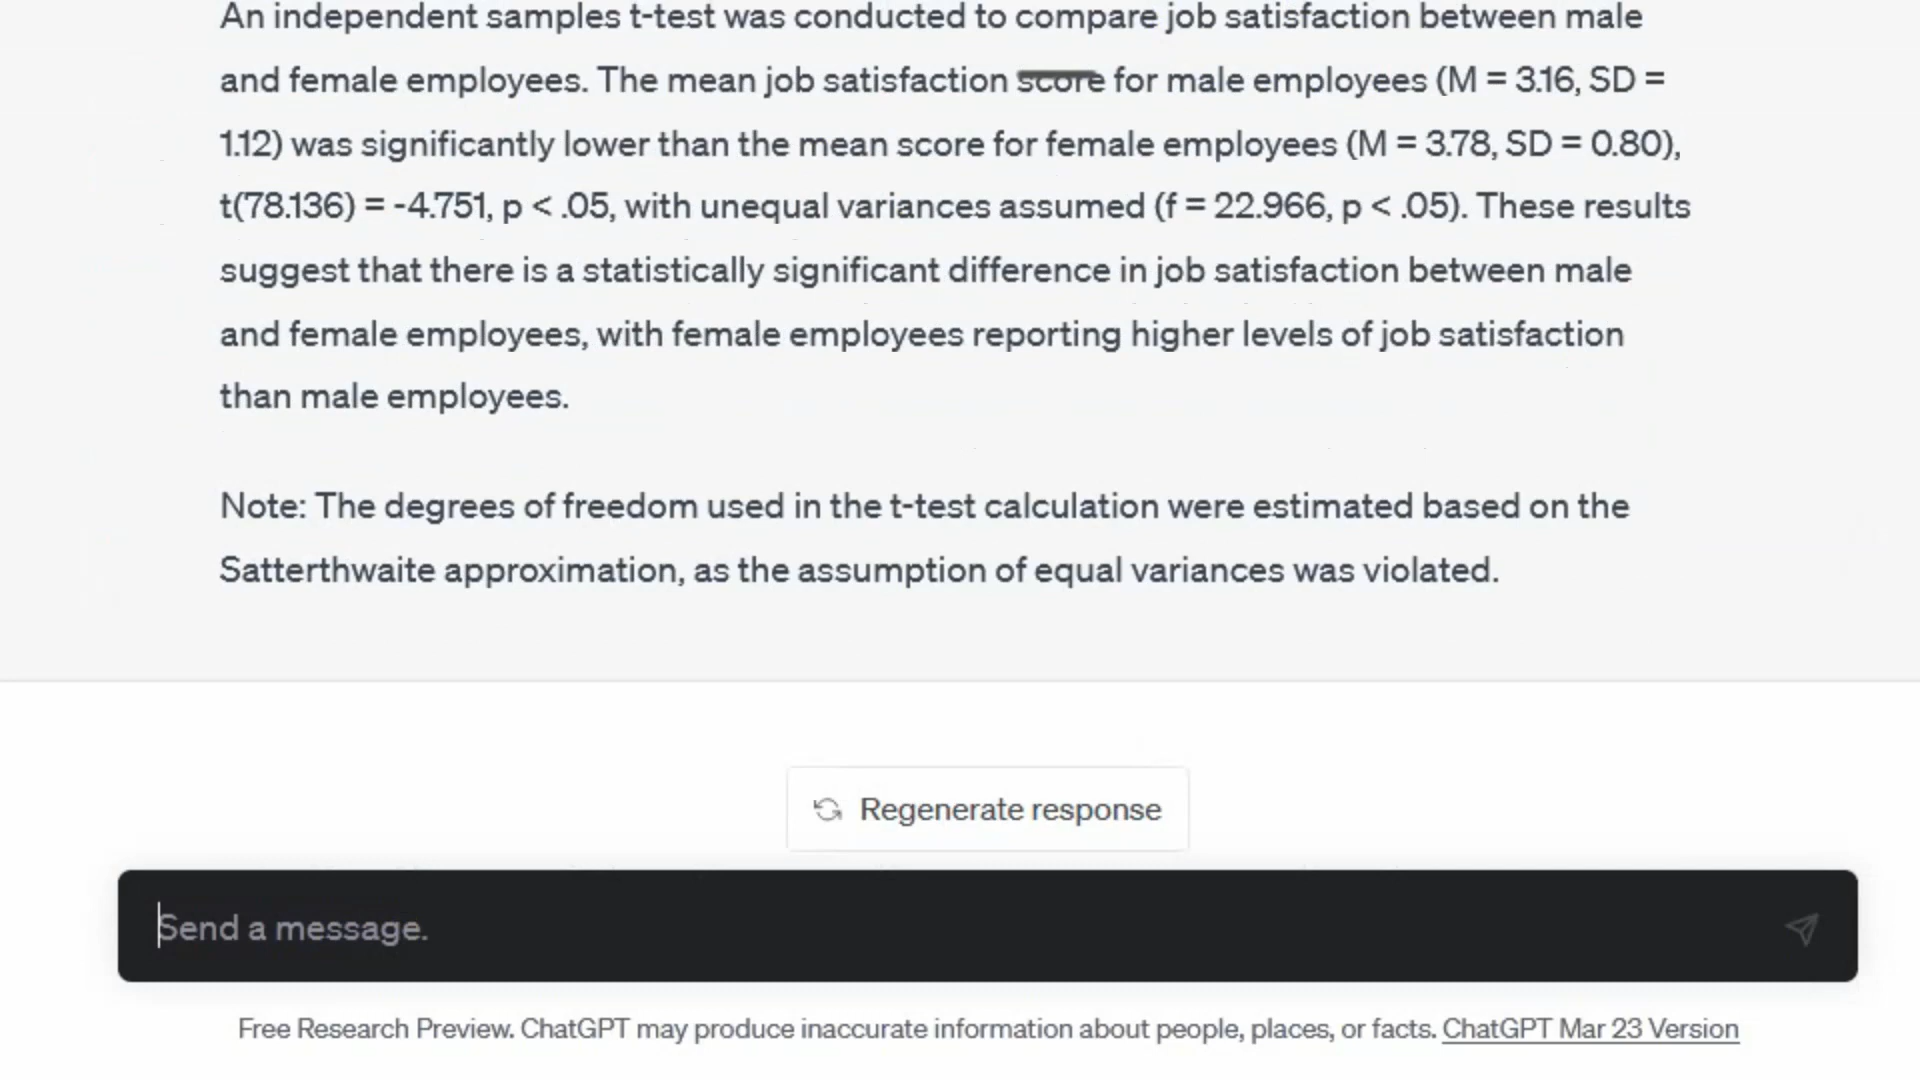 An independent samples t-test was conducted to compare job satisfaction between male
and female employees. The mean job satisfaction score for male employees (M = 3.16, SD =
1.12) was significantly lower than the mean score for female employees (M = 3.78, SD = 0.80),
t(78.136) = -4.751, p < .05, with unequal variances assumed (f = 22.966, p < .05). These results
suggest that there is a statistically significant difference in job satisfaction between male
and female employees, with female employees reporting higher levels of job satisfaction
than male employees.
Note: The degrees of freedom used in the t-test calculation were estimated based on the
Satterthwaite approximation, as the assumption of equal variances was violated.
Regenerate response
Send a message.
Free Research Preview. ChatGPT may produce inaccurate information about people, places, or facts. ChatGPT Mar 23 Version